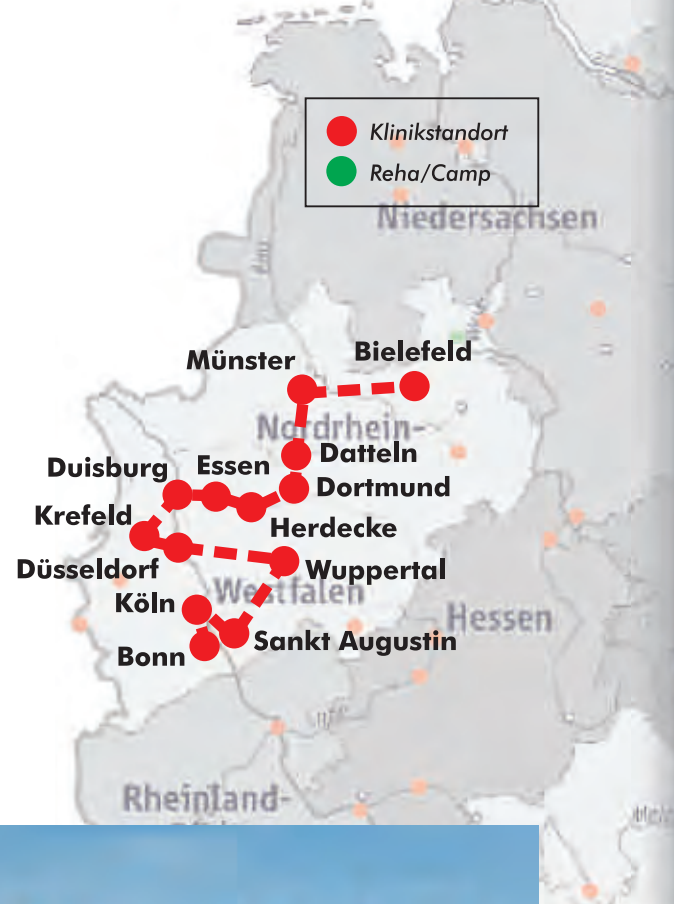 Klinikstandort
Reha/Camp
Niedersachsen
Münster
Bielefeld
Nordrhein-
Datteln
Duisburg
Essen
Dortmund
Krefeld
Herdecke
Düsseldorf
Wuppertal
Westfalen
Köln
Hessen
Sankt Augustin
Bonn
Rheinland-